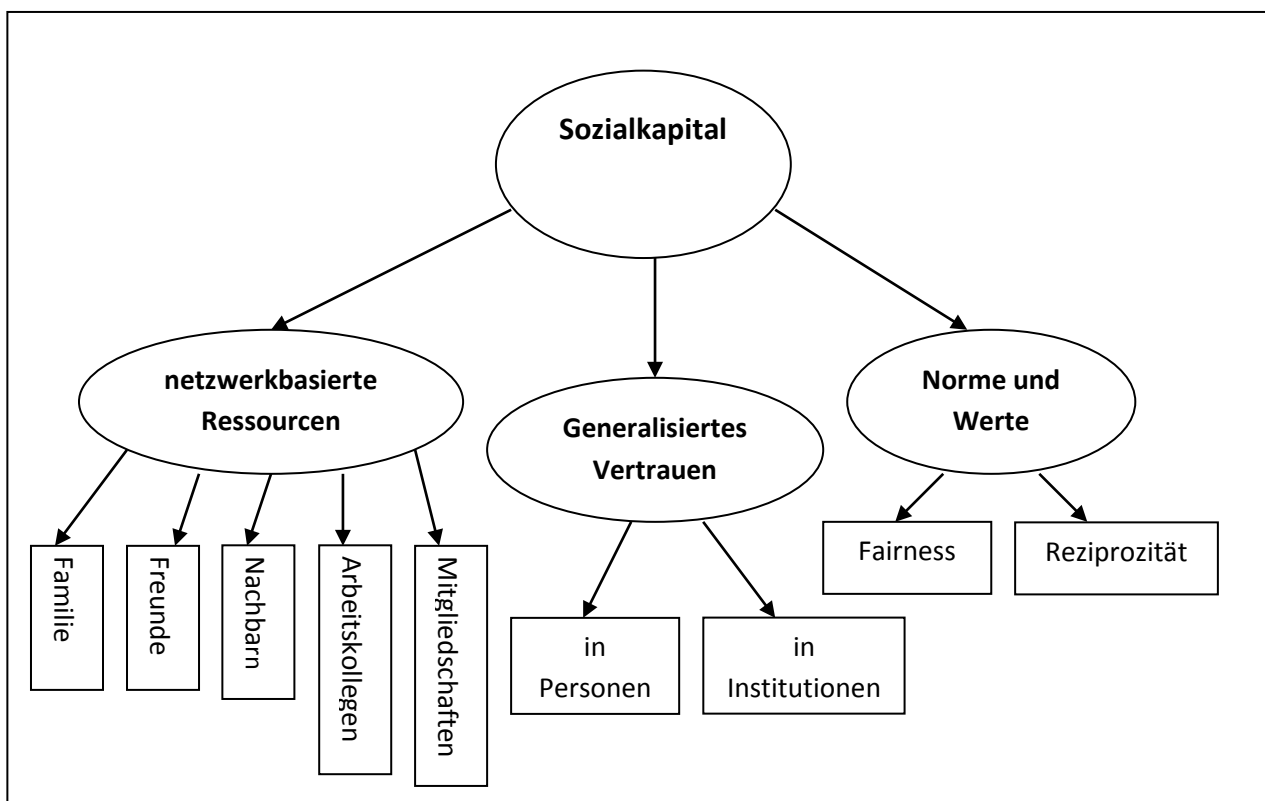 Sozialkapital
netzwerkbasierte
Ressourcen
Generalisiertes
Vertrauen
Norme und
Werte
Familie
Freunde
Nachbarn
Arbeitskollegen
Mitgliedschaften
in
Personen
in
Institutionen
Fairness
Reziprozität